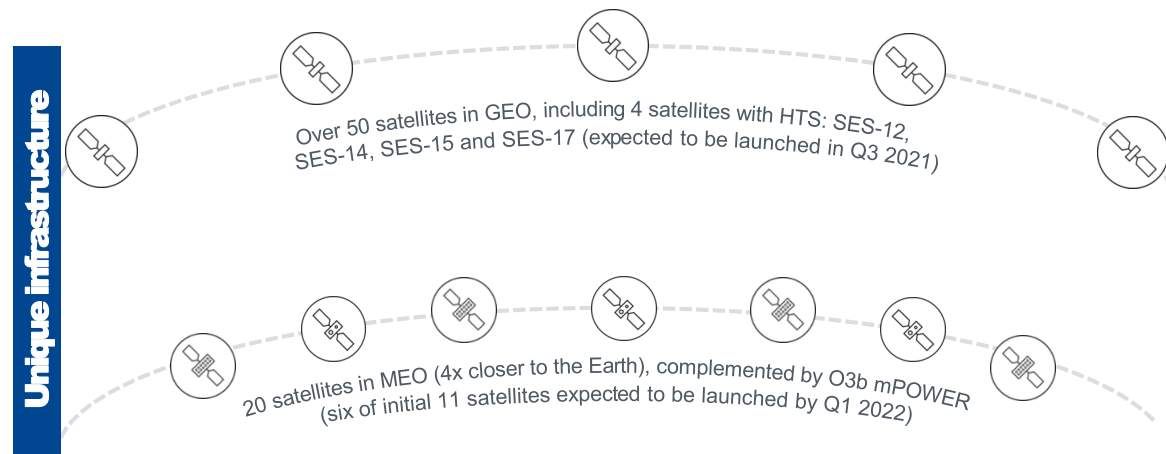 Unique infrastructure
Over 50 satellites in GEO, including 4 satellites with HTS: SES-12,
SES-14, SES-15 and SES-17 (expected to be launched in Q3 2021)
20 satellites in MEO (4x closer to the Earth), complemented by O3b mPOWER
(six of initial 11 satellites expected to be launched by Q1 2022)